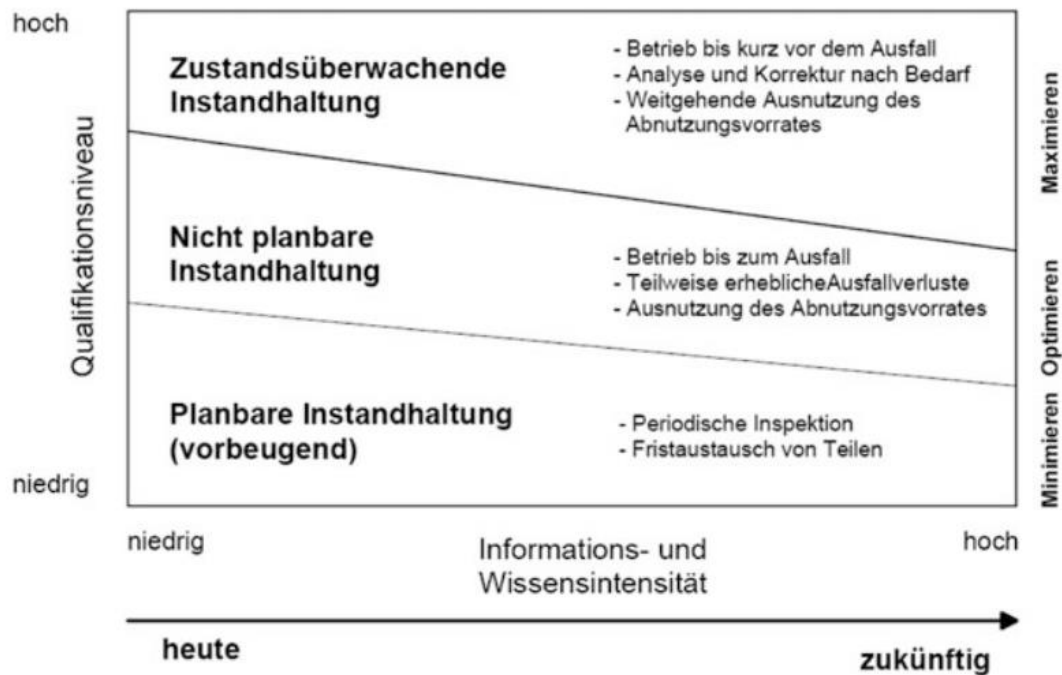 hoch
Qualifikationsniveau
niedrig
Zustandsüberwachende
Instandhaltung
- Betrieb bis kurz vor dem Ausfall
- Analyse und Korrektur nach Bedarf
- Weitgehende Ausnutzung des
Abnutzungsvorrates
Maximieren
Nicht planbare
Instandhaltung
- Betrieb bis zum Ausfall
- Teilweise erheblicheAusfallverluste
- Ausnutzung des Abnutzungsvorrates
Optimieren
Planbare Instandhaltung
(vorbeugend)
- Periodische Inspektion
- Fristaustausch von Teilen
Minimieren
niedrig
Informations- und
Wissensintensität
hoch
heute
zukünftig